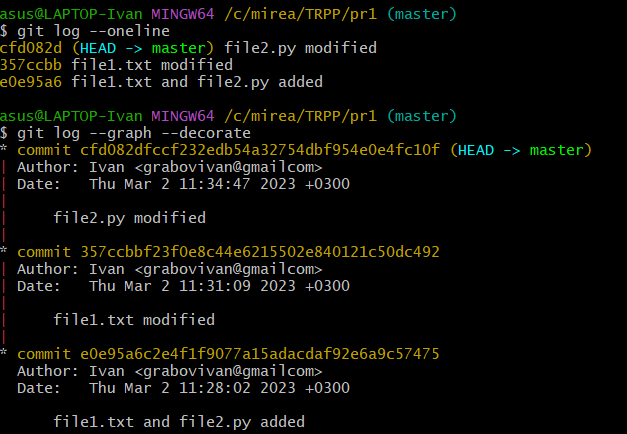 asus@LAPTOP-Ivan MINGW64 /c/mirea/TRPP/pr1 (master)
$ git log --oneline
cfd082d (HEAD -> master) file2.py modified
357ccbb file1.txt modified
e0e95a6 file1.txt and file2.py added
asus@LAPTOP-Ivan MINGW64 /c/mirea/TRPP/pr1 (master)
$ git log --graph --decorate
* commit cfd082dfccf232edb54a32754dbf954e0e4fc10f (HEAD -> master)
| Author: Ivan <grabovivan@gmailcom>
| Date:   Thu Mar 2 11:34:47 2023 +0300
|
|     file2.py modified
|
* commit 357ccbbf23f0e8c44e6215502e840121c50dc492
| Author: Ivan <grabovivan@gmailcom>
| Date:   Thu Mar 2 11:31:09 2023 +0300
|
|     file1.txt modified
|
* commit e0e95a6c2e4f1f9077a15adacdaf92e6a9c57475
  Author: Ivan <grabovivan@gmailcom>
  Date:   Thu Mar 2 11:28:02 2023 +0300
      file1.txt and file2.py added